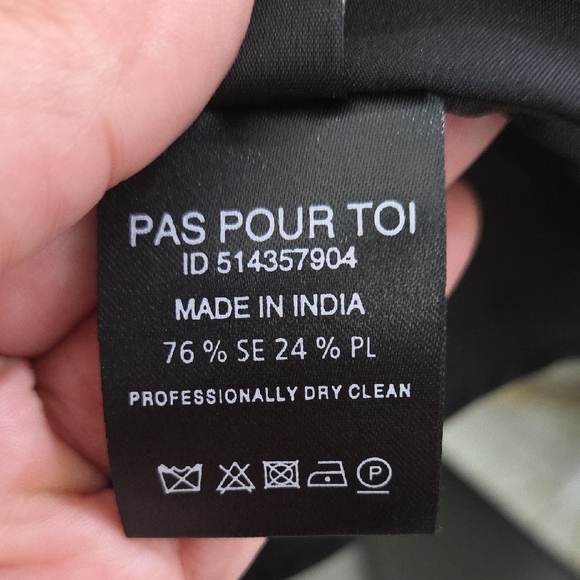 PAS POUR TOI
ID 514357904
MADE IN INDIA
76 % SE 24 % PL
PROFESSIONALLY DRY CLEAN
P